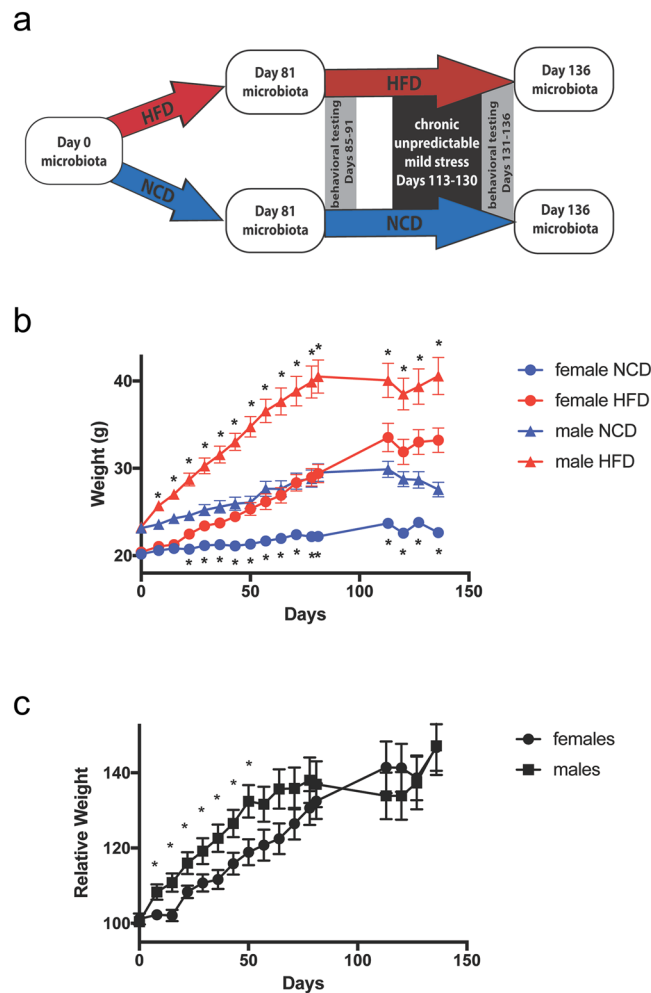 a
Day 81
microbiota
HFD
Day 136
microbiota
HFD
Day 0
microbiota
behavioral testing
Days 85-91
chronic
unpredictable
mild stress
Days 113-130
behavioral testing
Days 131-136
NCD
Day 81
microbiota
NCD
Day 136
microbiota
b
Weight (g)
40
30
20
0
50
100
150
Days
* * * * * * * * * * * * * * *
* * * * * * * * * * * * *
female NCD
female HFD
male NCD
male HFD
c
Relative Weight
140
120
100
0
50
100
150
Days
* * * * * * *
females
males